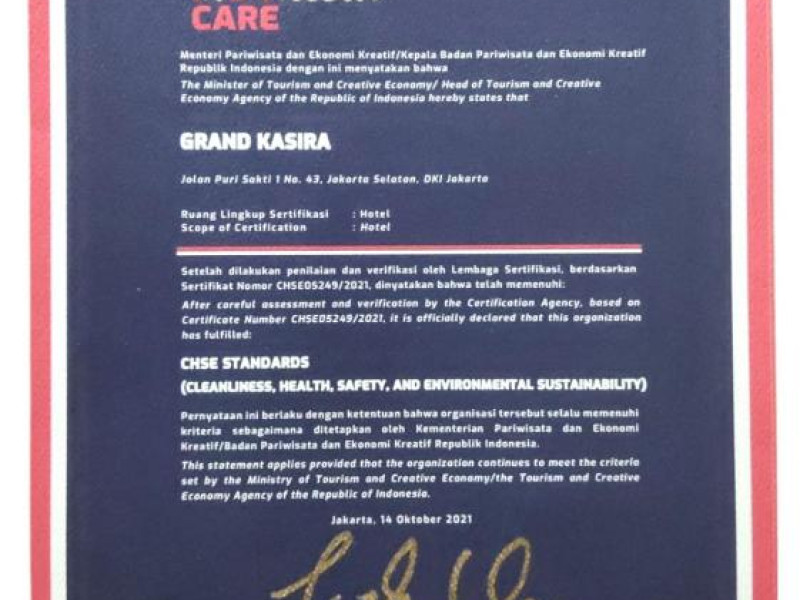 CARE
Menteri Pariwisata dan Ekonomi Kreatif/Kepala Badan Pariwisata dan Ekonomi Kreatif
Republik Indonesia dengan ini menyatakan bahwa
The Minister of Tourism and Creative Economy/ Head of Tourism and Creative
Economy Agency of the Republic of Indonesia hereby states that
GRAND KASIRA
Jalan Puri Sakti 1 No. 43, Jakarta Selatan, DKI Jakarta
Ruang Lingkup Sertifikasi : Hotel
Scope of Certification : Hotel
Setelah dilakukan penilaian dan verifikasi oleh Lembaga Sertifikasi, berdasarkan
Sertifikat Nomor CHSE05249/2021, dinyatakan bahwa telah memenuhi:
After careful assessment and verification by the Certification Agency, based on
Certificate Number CHSE05249/2021, it is officially declared that this organization
has fulfilled:
CHSE STANDARDS
(CLEANLINESS, HEALTH, SAFETY, AND ENVIRONMENTAL SUSTAINABILITY)
Pernyataan ini berlaku dengan ketentuan bahwa organisasi tersebut selalu memenuhi
kriteria sebagaimana ditetapkan oleh Kementerian Pariwisata dan Ekonomi
Kreatif/Badan Pariwisata dan Ekonomi Kreatif Republik Indonesia.
This statement applies provided that the organization continues to meet the criteria
set by the Ministry of Tourism and Creative Economy/the Tourism and Creative
Economy Agency of the Republic of Indonesia.
Jakarta, 14 Oktober 2021